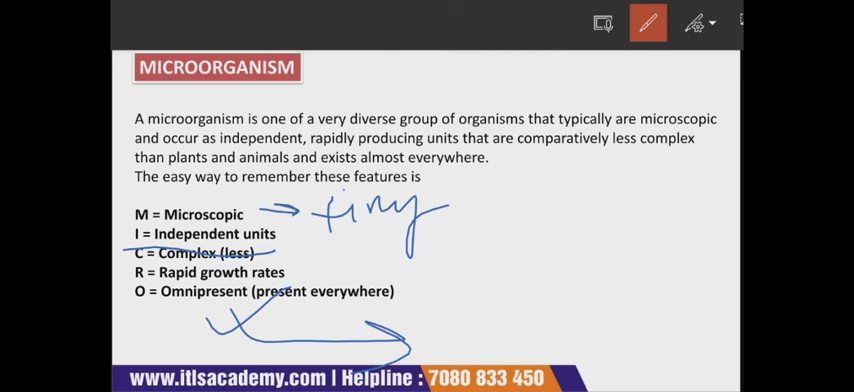 MICROORGANISM
A microorganism is one of a very diverse group of organisms that typically are microscopic
and occur as independent, rapidly producing units that are comparatively less complex
than plants and animals and exists almost everywhere.
The easy way to remember these features is
M = Microscopic → tiny
I = Independent units
C = Complex (less)
R = Rapid growth rates
O = Omnipresent (present everywhere)
www.itlsacademy.com I Helpline : 7080 833 450